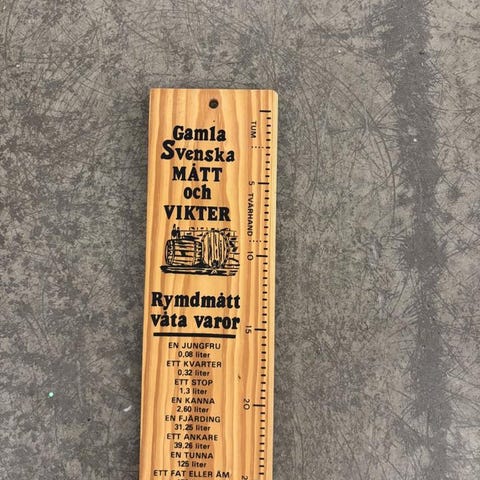 Gamla
Svenska
MÅTT
och
VIKTER
Rymdmått
våta varor
EN JUNGFRU
0,08 liter
ETT KVARTER
0,32 liter
ETT STOP
1,3 liter
EN KANNA
2,60 liter
EN FJÄRDING
31,25 liter
ETT ANKARE
39,26 liter
EN TUNNA
125 liter
ETT FAT ELLER ÅM
TUM
5
TVÄRHAND
10
15
20